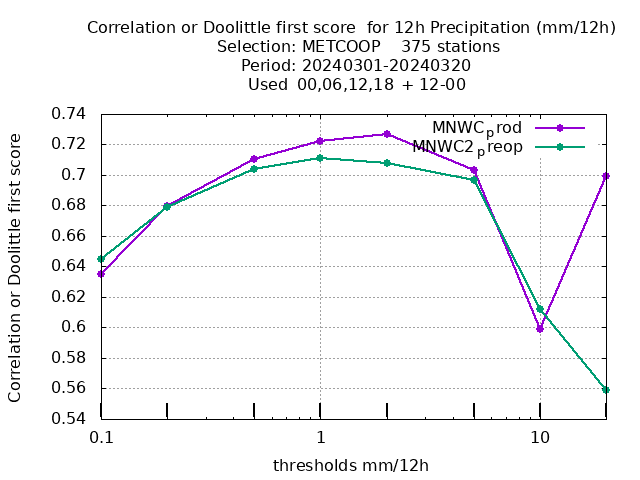 Correlation or Doolittle first score  for 12h Precipitation (mm/12h)
Selection: METCOOP    375 stations
Period: 20240301-20240320
Used  00,06,12,18 + 12-00
Correlation or Doolittle first score
0.74
0.72
0.7
0.68
0.66
0.64
0.62
0.6
0.58
0.56
0.54
MNWCprod
MNWC2preop
0.1
1
10
thresholds mm/12h